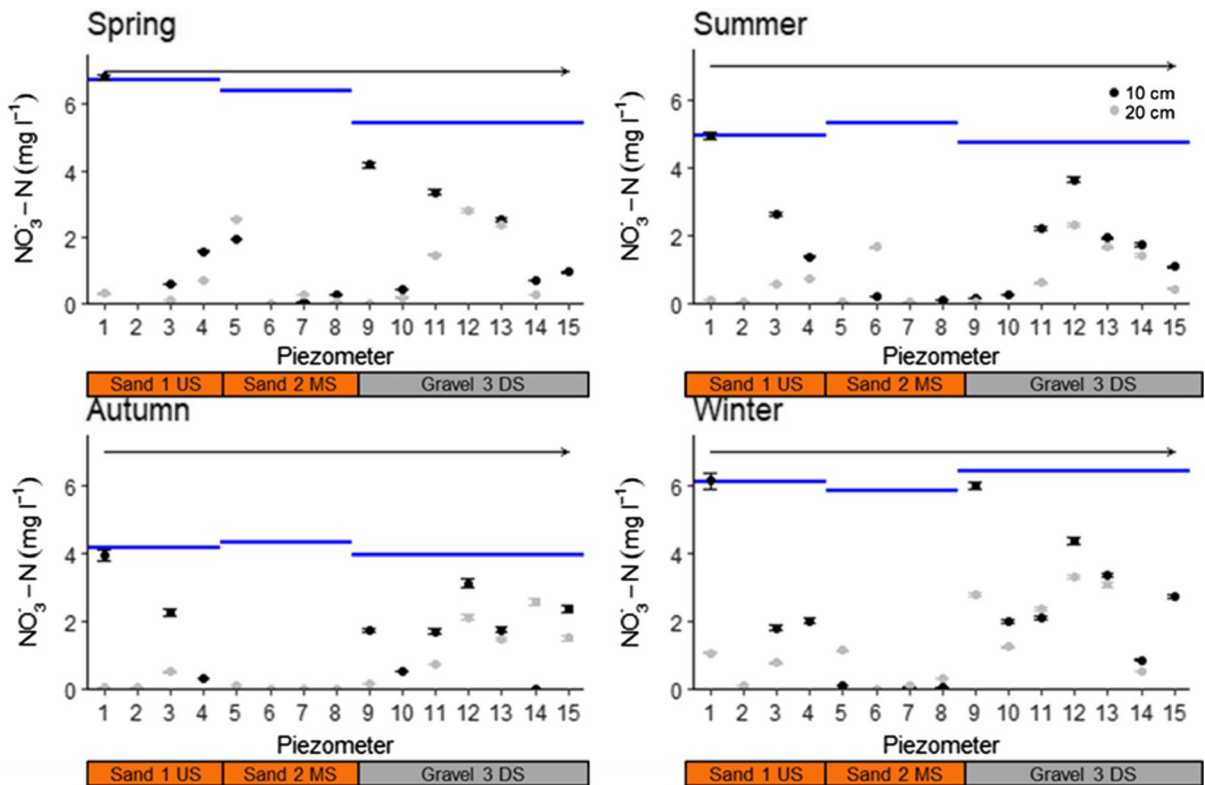 Spring
NO₃⁻ – N (mg l⁻¹)
6
4
2
0
1 2 3 4 5 6 7 8 9 10 11 12 13 14 15
Piezometer
Sand 1 US Sand 2 MS Gravel 3 DS
Summer
10 cm
20 cm
NO₃⁻ – N (mg l⁻¹)
6
4
2
0
1 2 3 4 5 6 7 8 9 10 11 12 13 14 15
Piezometer
Sand 1 US Sand 2 MS Gravel 3 DS
Autumn
NO₃⁻ – N (mg l⁻¹)
6
4
2
0
1 2 3 4 5 6 7 8 9 10 11 12 13 14 15
Piezometer
Sand 1 US Sand 2 MS Gravel 3 DS
Winter
NO₃⁻ – N (mg l⁻¹)
6
4
2
0
1 2 3 4 5 6 7 8 9 10 11 12 13 14 15
Piezometer
Sand 1 US Sand 2 MS Gravel 3 DS